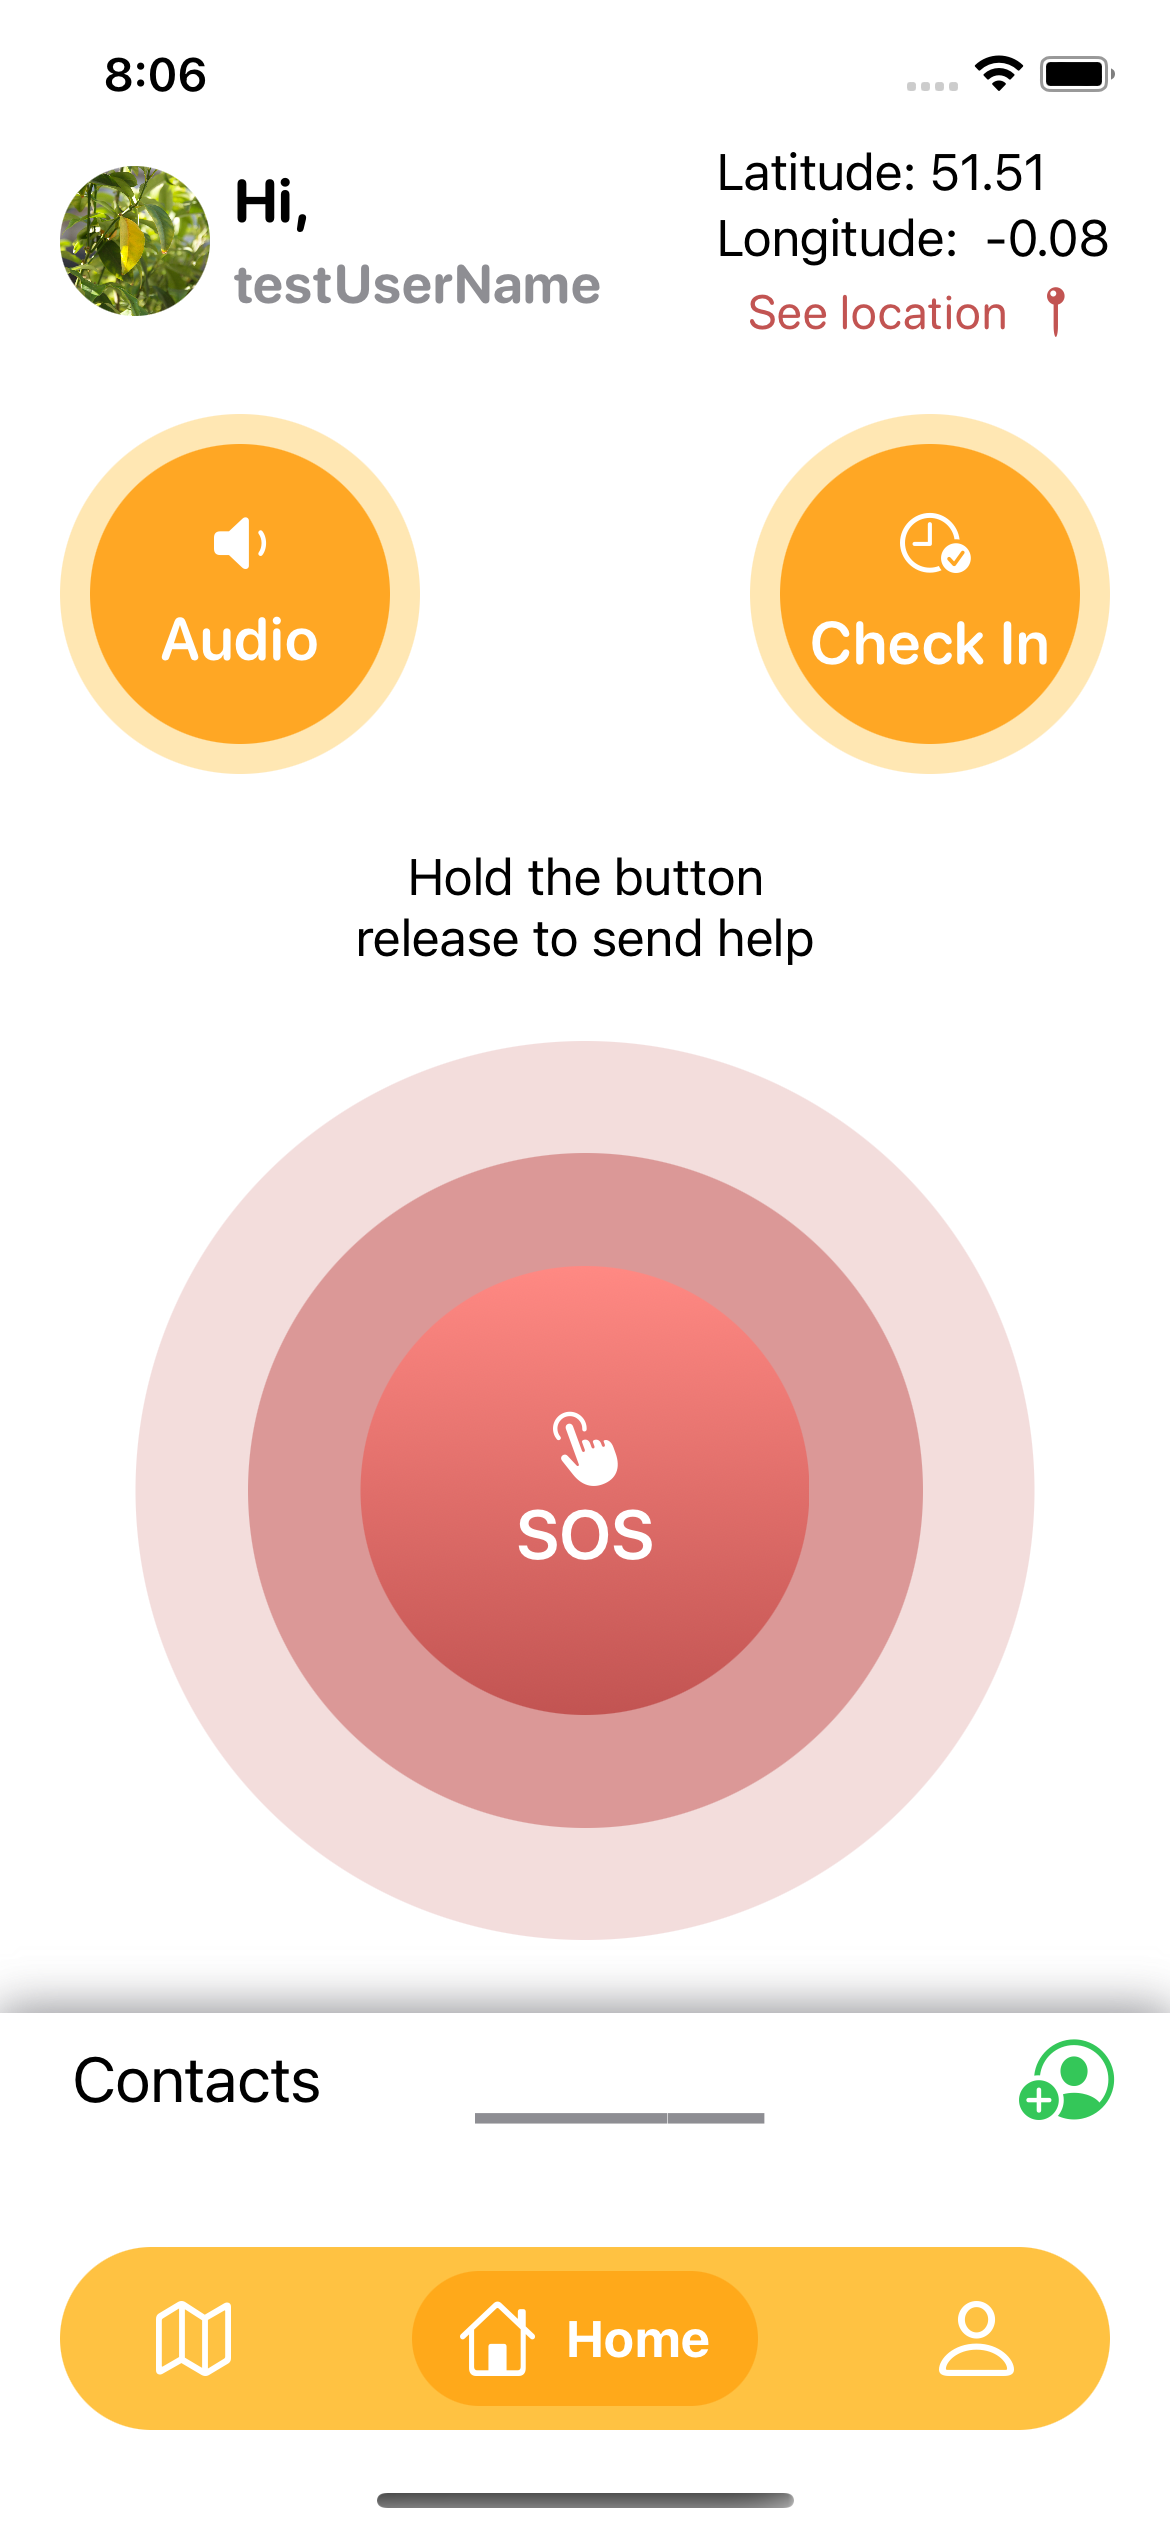 8:06
Hi,
testUserName
Latitude: 51.51
Longitude: -0.08
See location
Audio
Check In
Hold the button
release to send help
SOS
Contacts
Home